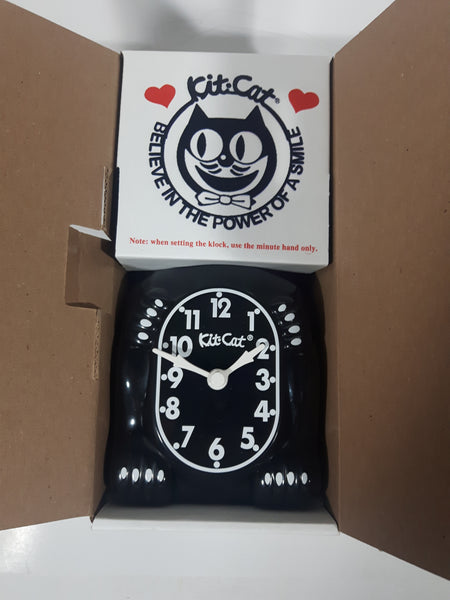 Kit-Cat®
BELIEVE IN THE POWER OF A SMILE
Note: when setting the klock, use the minute hand only.
12
11 1
Kit-Cat®
10 2
9 3
8 4
7 5
6